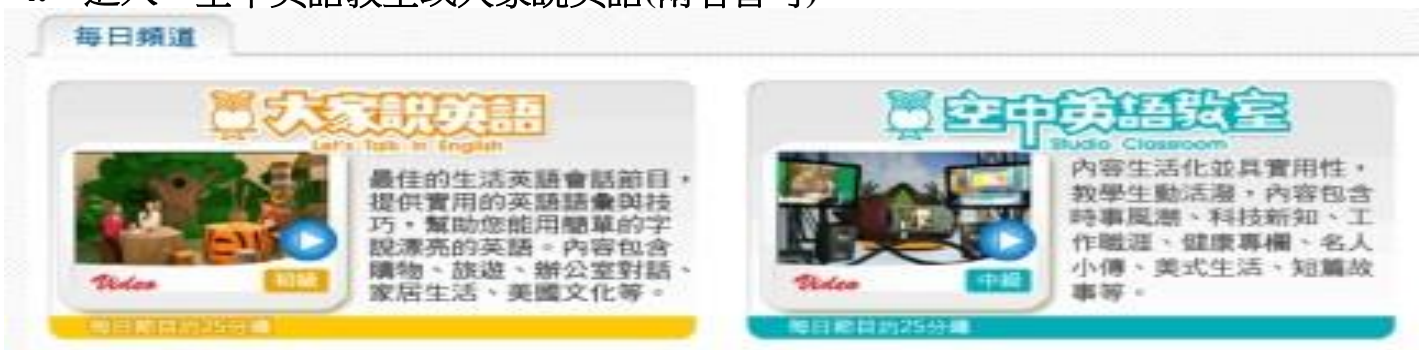 進入"空中英語教室或大家說英語(兩者皆可)
每日頻道
大家說英語
Let's Talk in English
最佳的生活英語會話節目，
提供實用的英語語彙與技
巧，幫助您能用簡單的字
說漂亮的英語。內容包含
購物、旅遊、辦公室對話、
家居生活、美國文化等。
Video
初級
每日節目約25分鐘
空中英語教室
Studio Classroom
內容生活化並具實用性，
教學生動活潑，內容包含
時事風潮、科技新知、工
作職涯、健康專欄、名人
小傳、美式生活、短篇故
事等。
Video
中級
每日節目約25分鐘